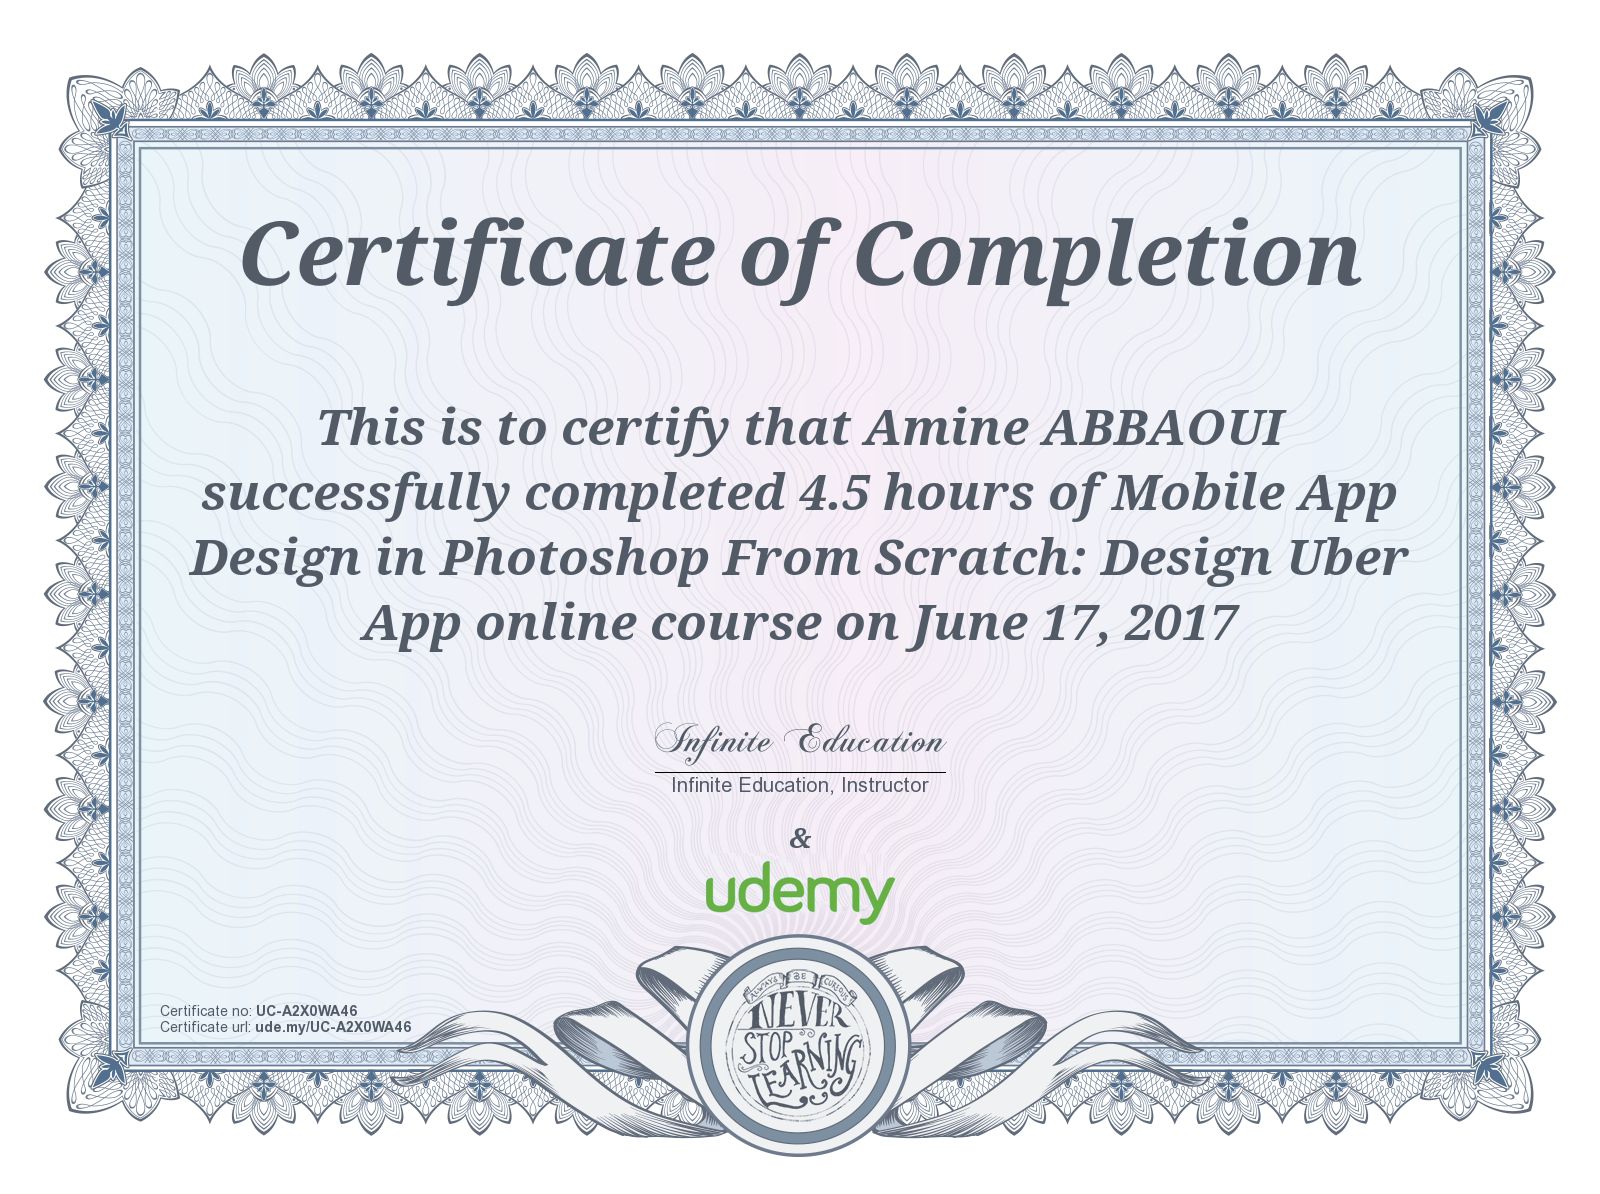 Certificate of Completion
This is to certify that Amine ABBAOUI
successfully completed 4.5 hours of Mobile App
Design in Photoshop From Scratch: Design Uber
App online course on June 17, 2017
Infinite Education
Infinite Education, Instructor
&
udemy
Certificate no: UC-A2X0WA46
Certificate url: ude.my/UC-A2X0WA46
ALWAYS BE CURIOUS
NEVER
STOP
LEARNING